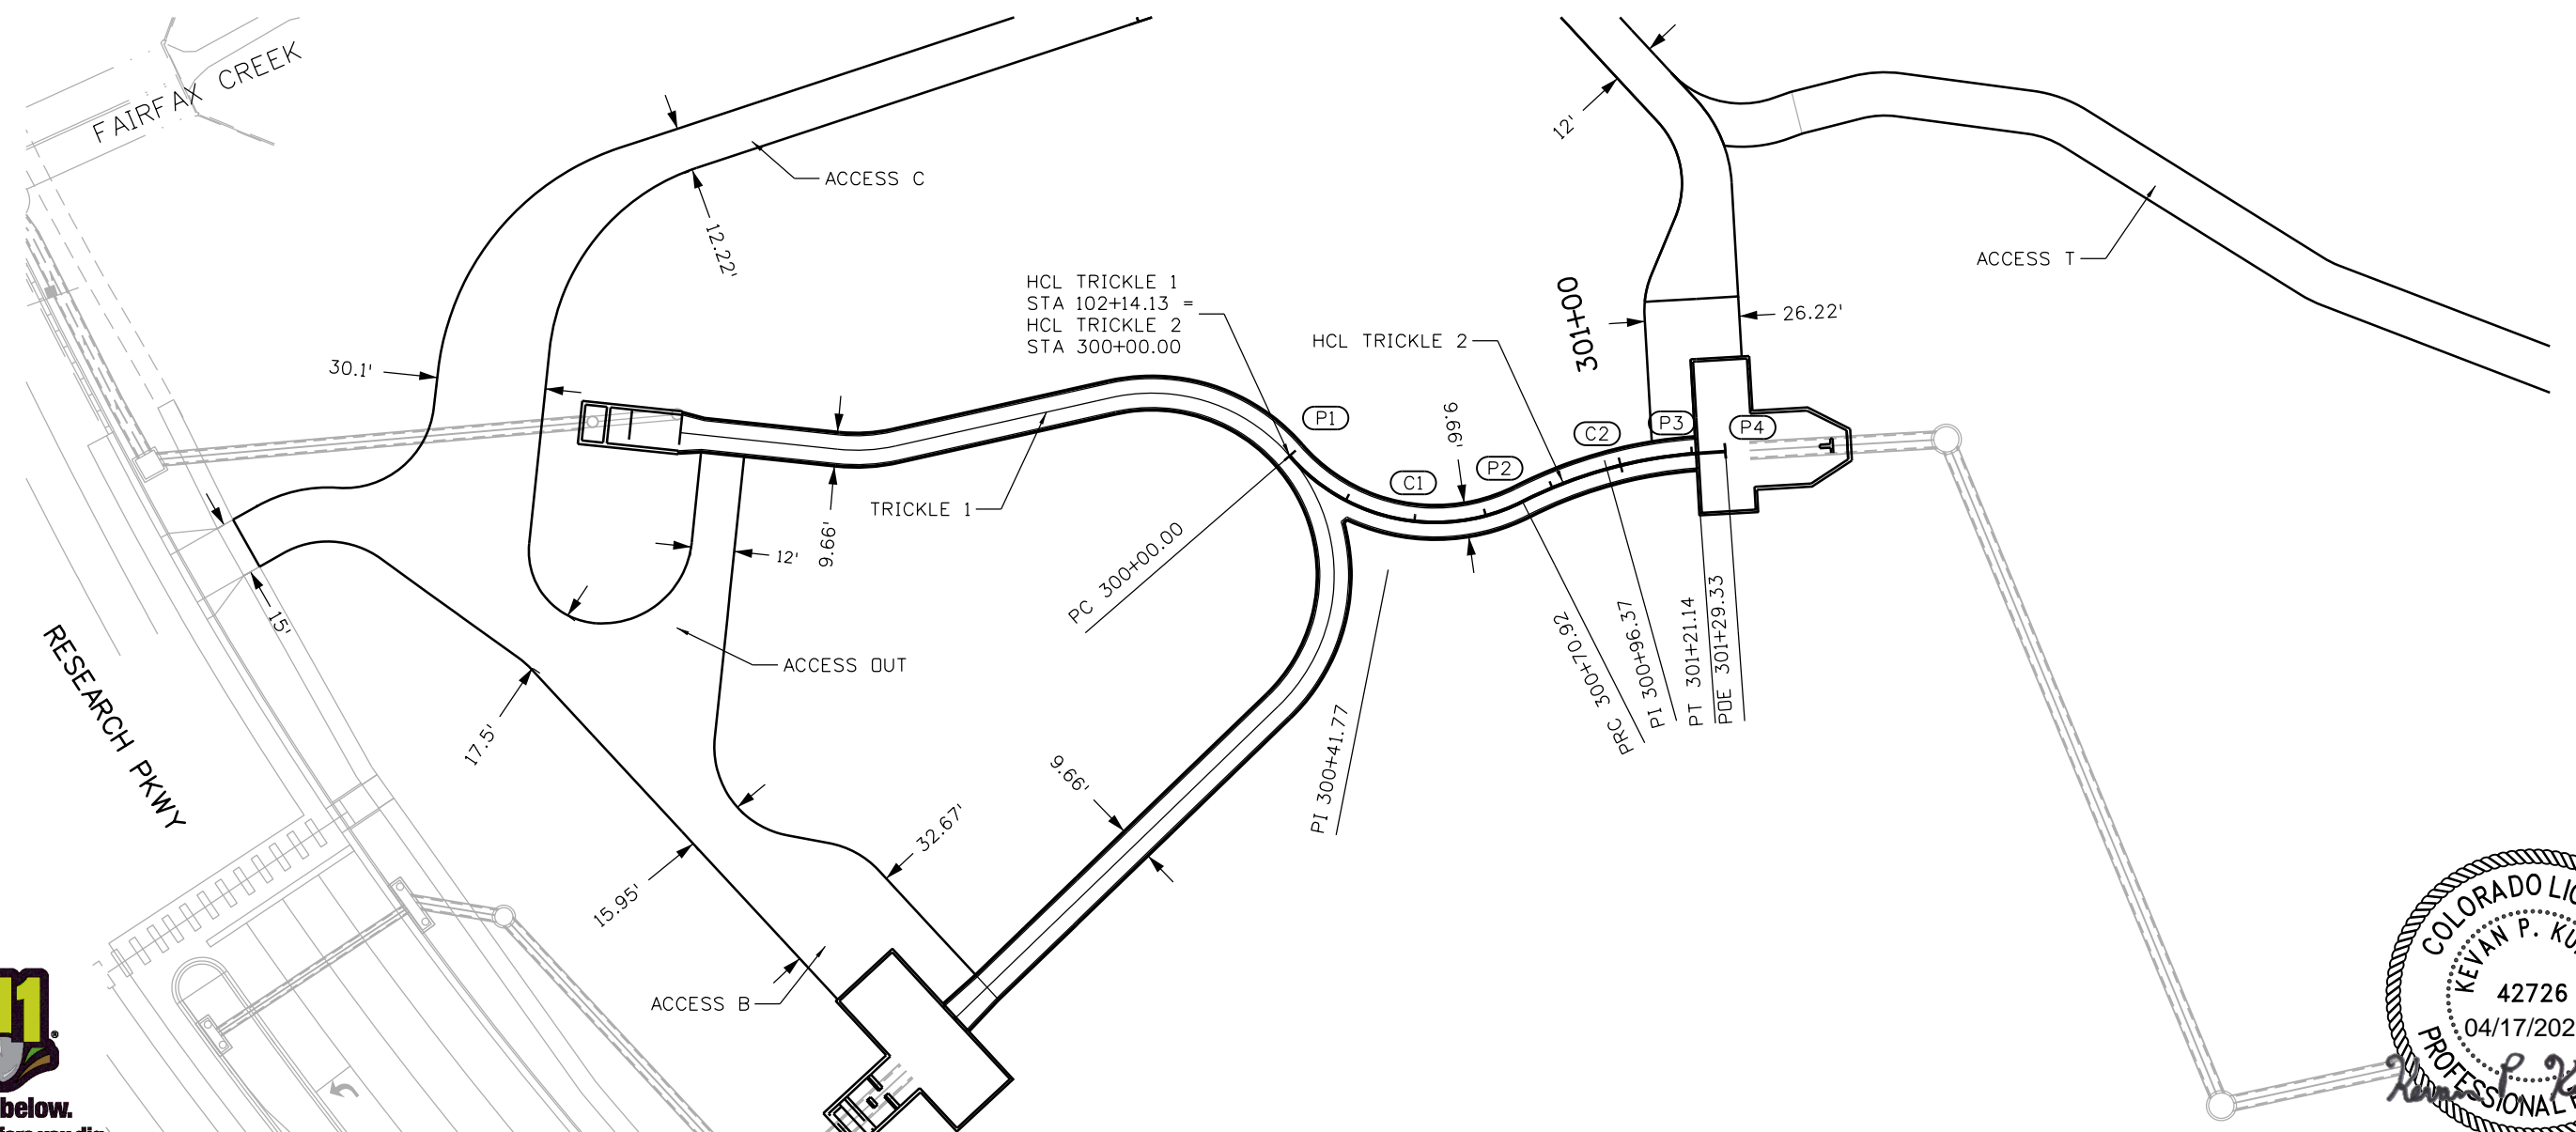 FAIRFAX CREEK
12'
ACCESS C
12.22'
ACCESS T
HCL TRICKLE 1
STA 102+14.13 =
HCL TRICKLE 2
STA 300+00.00
301+00
26.22'
HCL TRICKLE 2
30.1'
P1
C2
P3
P4
9.66'
P2
C1
TRICKLE 1
9.66'
12'
PC 300+00.00
15'
RESEARCH PKWY
ACCESS OUT
17.5'
PRC 300+70.92
PI 300+96.37
PT 301+21.14
POE 301+29.33
PI 300+41.77
9.66'
32.67'
15.95'
ACCESS B
COLORADO
KEVAN P.
42726
04/17/202
PROFESSIONAL
below.